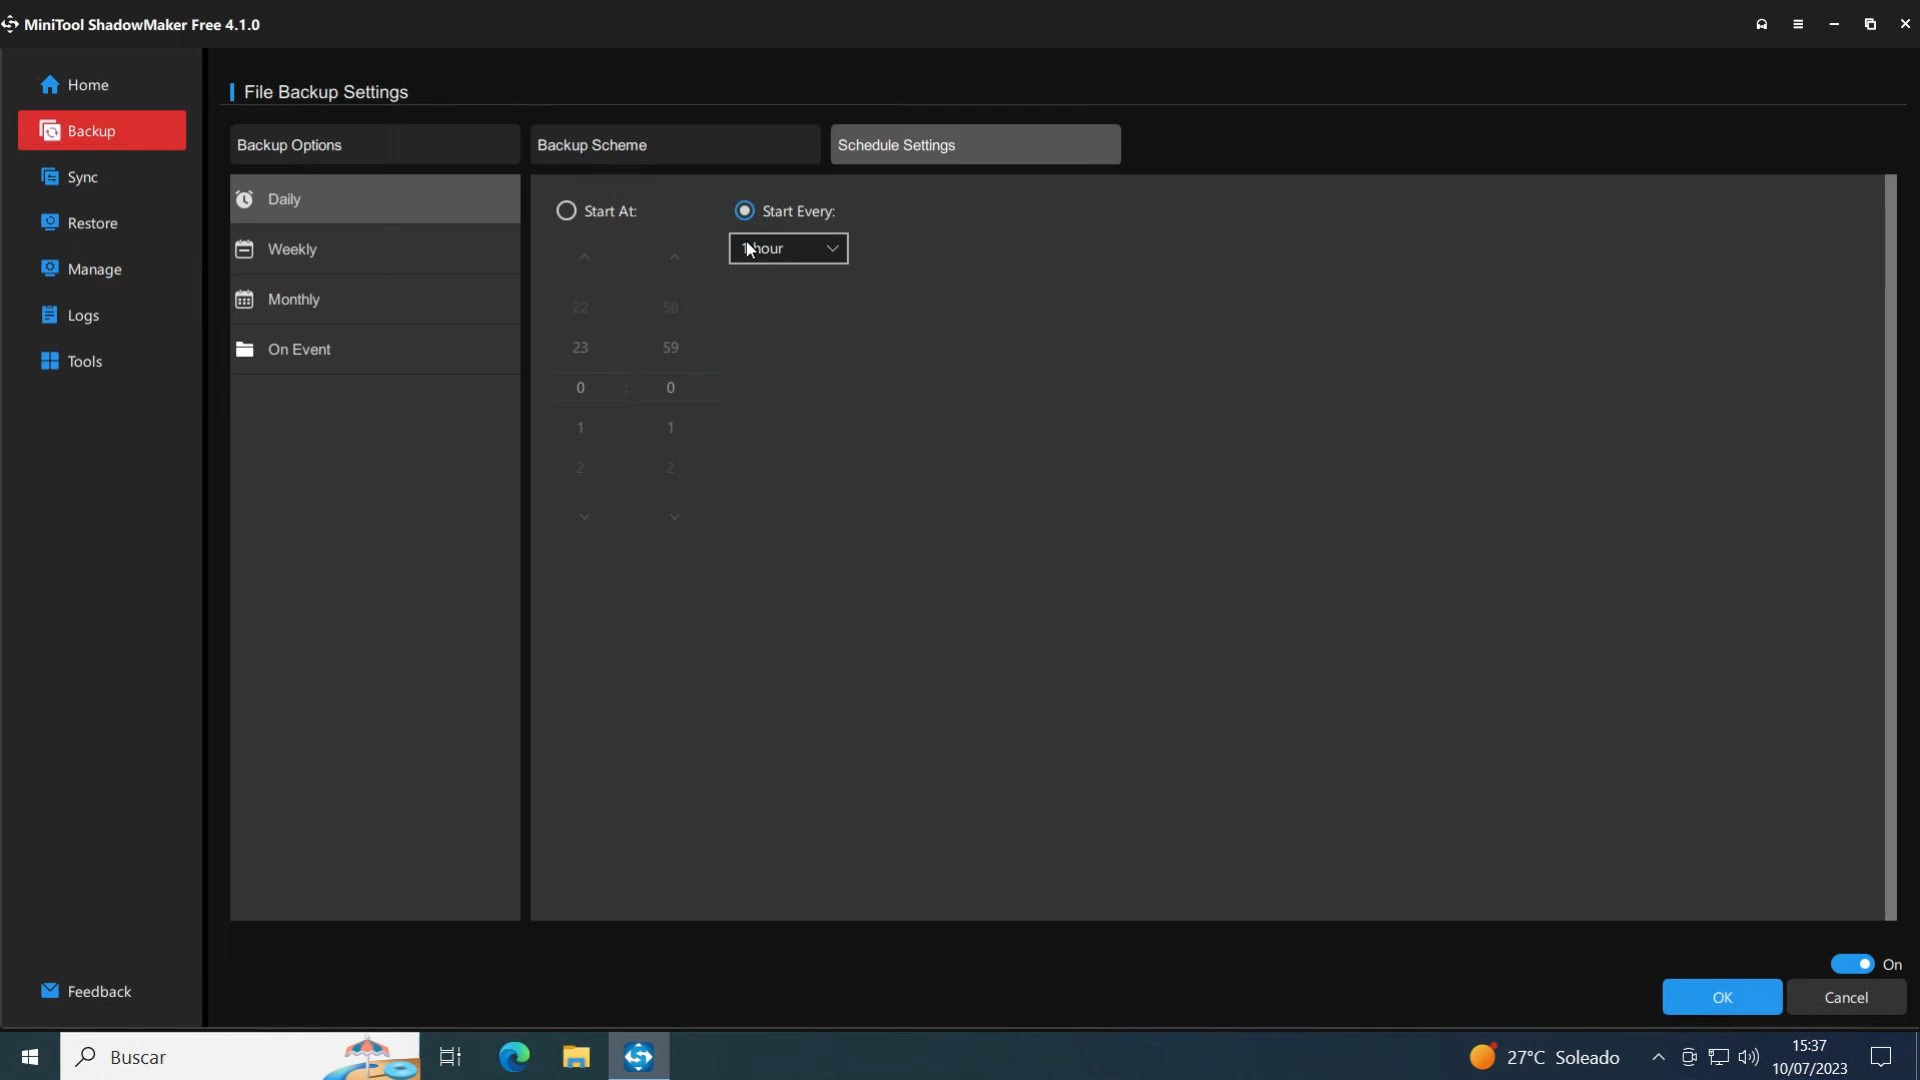 MiniTool ShadowMaker Free 4.1.0
Home
Backup
Sync
Restore
Manage
Logs
Tools
Feedback
File Backup Settings
Backup Options
Backup Scheme
Schedule Settings
Daily
Weekly
Monthly
On Event
Start At:
Start Every:
1 hour
22 58
23 59
0 : 0
1 1
2 2
On
OK
Cancel
Buscar
27°C Soleado
15:37
10/07/2023